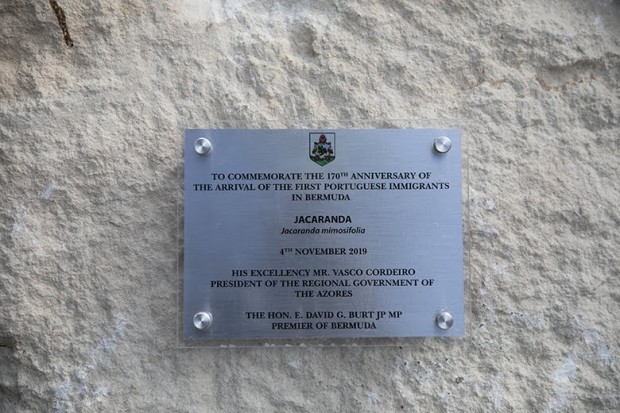 TO COMMEMORATE THE 170TH ANNIVERSARY OF
THE ARRIVAL OF THE FIRST PORTUGUESE IMMIGRANTS
IN BERMUDA
JACARANDA
Jacaranda mimosifolia
4TH NOVEMBER 2019
HIS EXCELLENCY MR. VASCO CORDEIRO
PRESIDENT OF THE REGIONAL GOVERNMENT OF
THE AZORES
THE HON. E. DAVID G. BURT JP MP
PREMIER OF BERMUDA